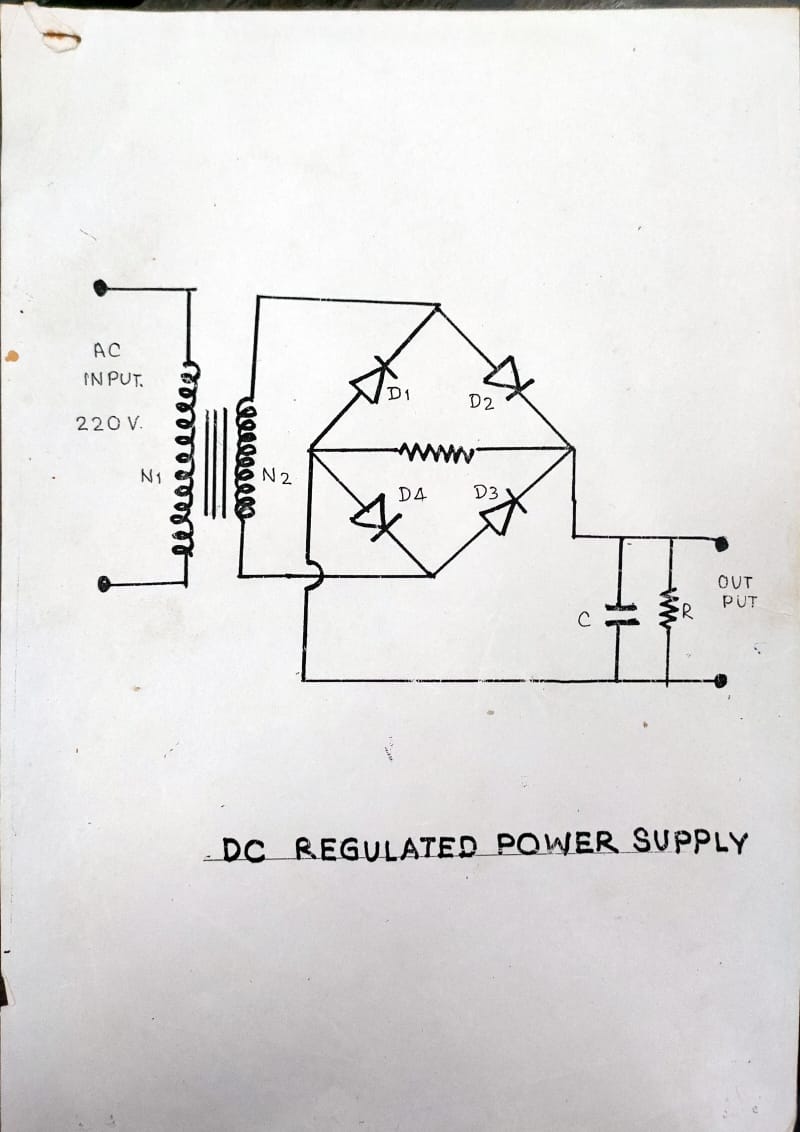 AC
INPUT.
220 V.
N1
N2
D1
D2
D4
D3
C
R
OUT
PUT
DC REGULATED POWER SUPPLY